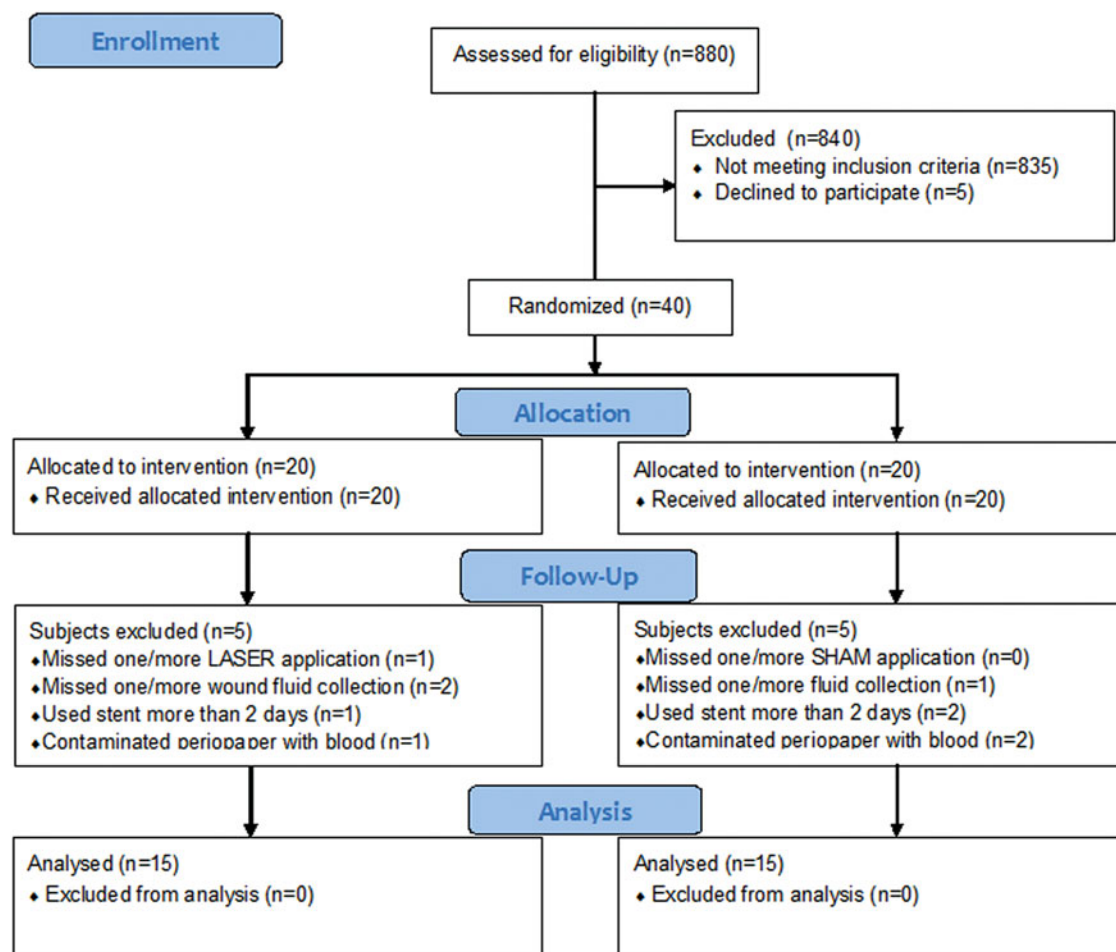 Enrollment
Assessed for eligibility (n=880)
Excluded (n=840)
⬧ Not meeting inclusion criteria (n=835)
⬧ Declined to participate (n=5)
Randomized (n=40)
Allocation
Allocated to intervention (n=20)
⬧ Received allocated intervention (n=20)
Allocated to intervention (n=20)
⬧ Received allocated intervention (n=20)
Follow-Up
Subjects excluded (n=5)
⬧Missed one/more LASER application (n=1)
⬧Missed one/more wound fluid collection (n=2)
⬧Used stent more than 2 days (n=1)
⬧Contaminated periopaper with blood (n=1)
Subjects excluded (n=5)
⬧Missed one/more SHAM application (n=0)
⬧Missed one/more fluid collection (n=1)
⬧Used stent more than 2 days (n=2)
⬧Contaminated periopaper with blood (n=2)
Analysis
Analysed (n=15)
⬧ Excluded from analysis (n=0)
Analysed (n=15)
⬧ Excluded from analysis (n=0)